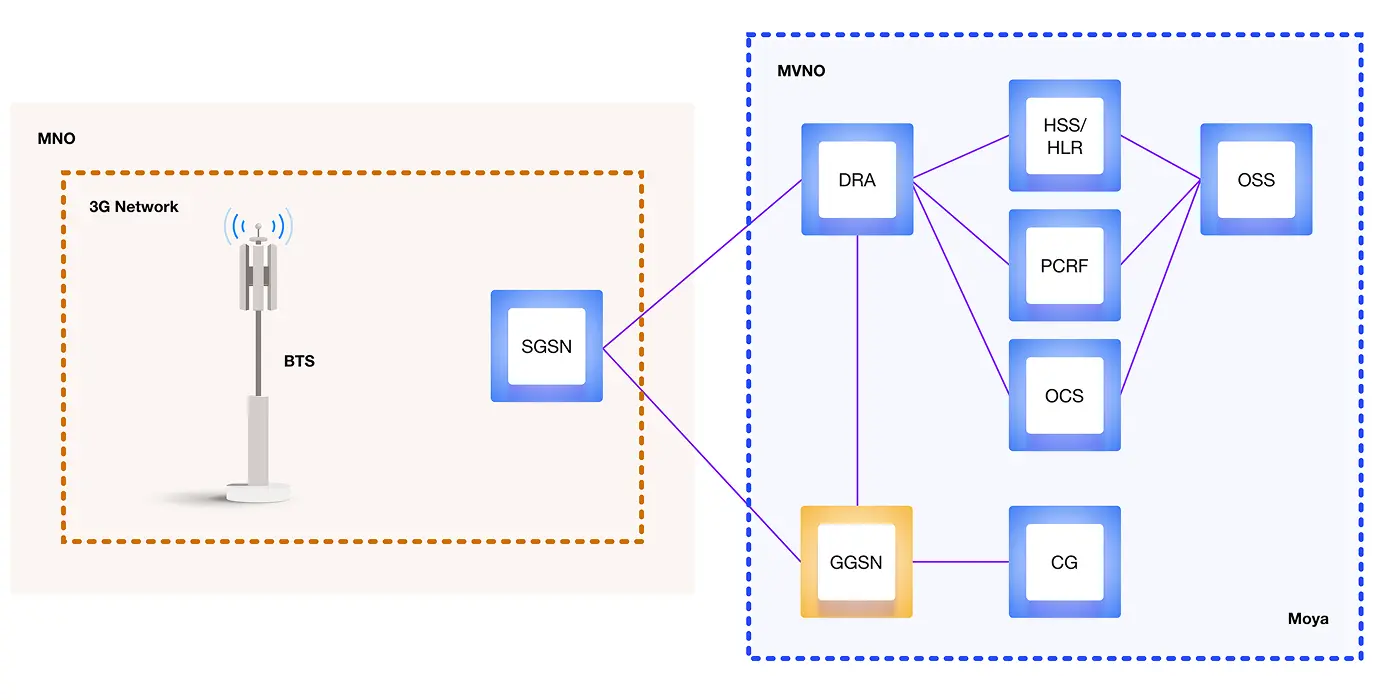 MNO
3G Network
BTS
SGSN
MVNO
DRA
HSS/
HLR
OSS
PCRF
OCS
GGSN
CG
Moya